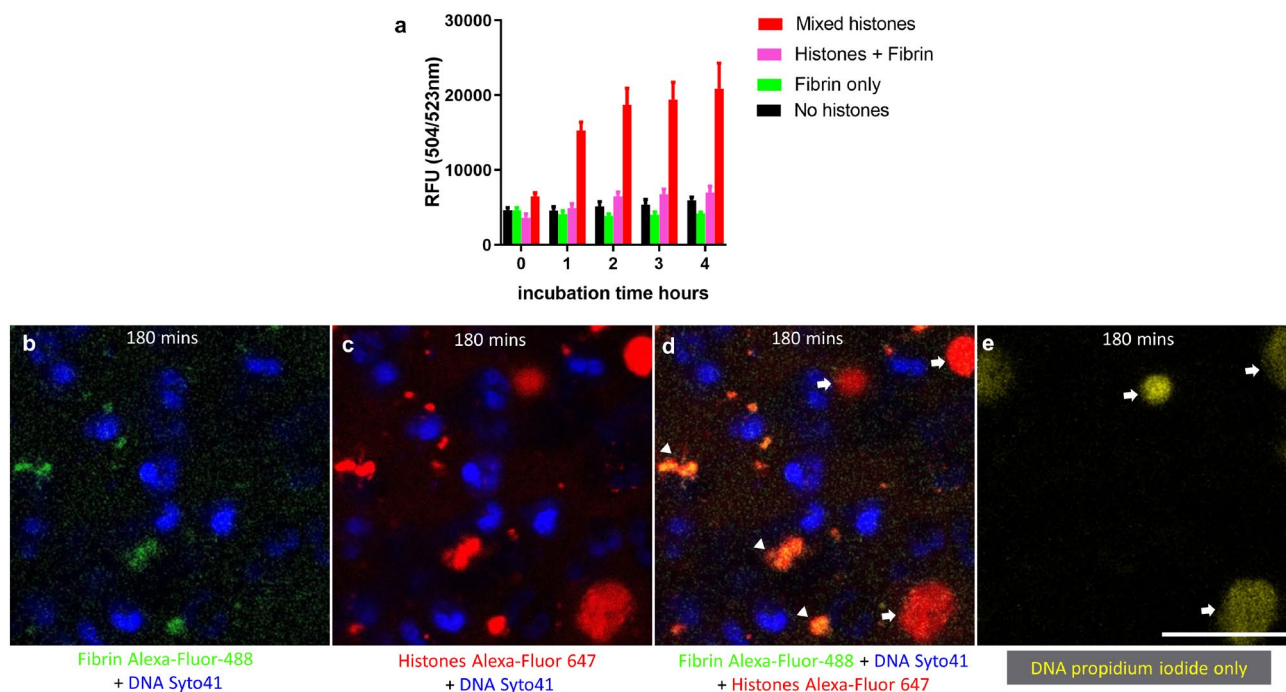 a
30000
20000
10000
0
RFU (504/523nm)
0 1 2 3 4
incubation time hours
Mixed histones
Histones + Fibrin
Fibrin only
No histones
b 180 mins
c 180 mins
d 180 mins
e 180 mins
Fibrin Alexa-Fluor-488
+ DNA Syto41
Histones Alexa-Fluor 647
+ DNA Syto41
Fibrin Alexa-Fluor-488 + DNA Syto41
+ Histones Alexa-Fluor 647
DNA propidium iodide only